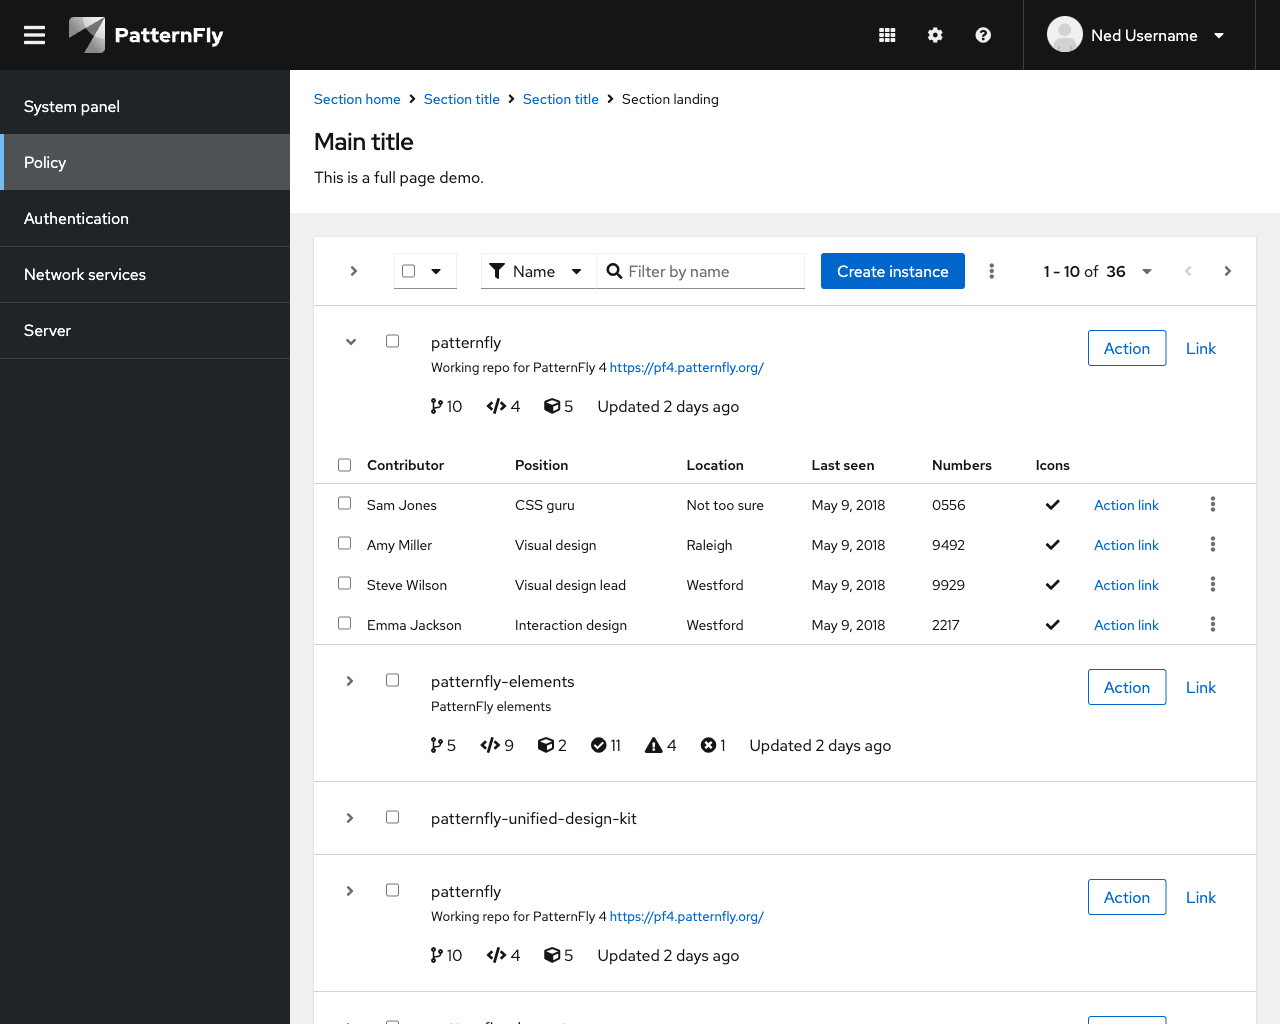 PatternFly
Ned Username
System panel
Policy
Authentication
Network services
Server
Section home Section title Section title Section landing
Main title
This is a full page demo.
Name Filter by name Create instance 1 - 10 of 36
patternfly Action Link
Working repo for PatternFly 4 https://pf4.patternfly.org/
10 4 5 Updated 2 days ago
Contributor Position Location Last seen Numbers Icons
Sam Jones CSS guru Not too sure May 9, 2018 0556 Action link
Amy Miller Visual design Raleigh May 9, 2018 9492 Action link
Steve Wilson Visual design lead Westford May 9, 2018 9929 Action link
Emma Jackson Interaction design Westford May 9, 2018 2217 Action link
patternfly-elements Action Link
PatternFly elements
5 9 2 11 4 1 Updated 2 days ago
patternfly-unified-design-kit
patternfly Action Link
Working repo for PatternFly 4 https://pf4.patternfly.org/
10 4 5 Updated 2 days ago